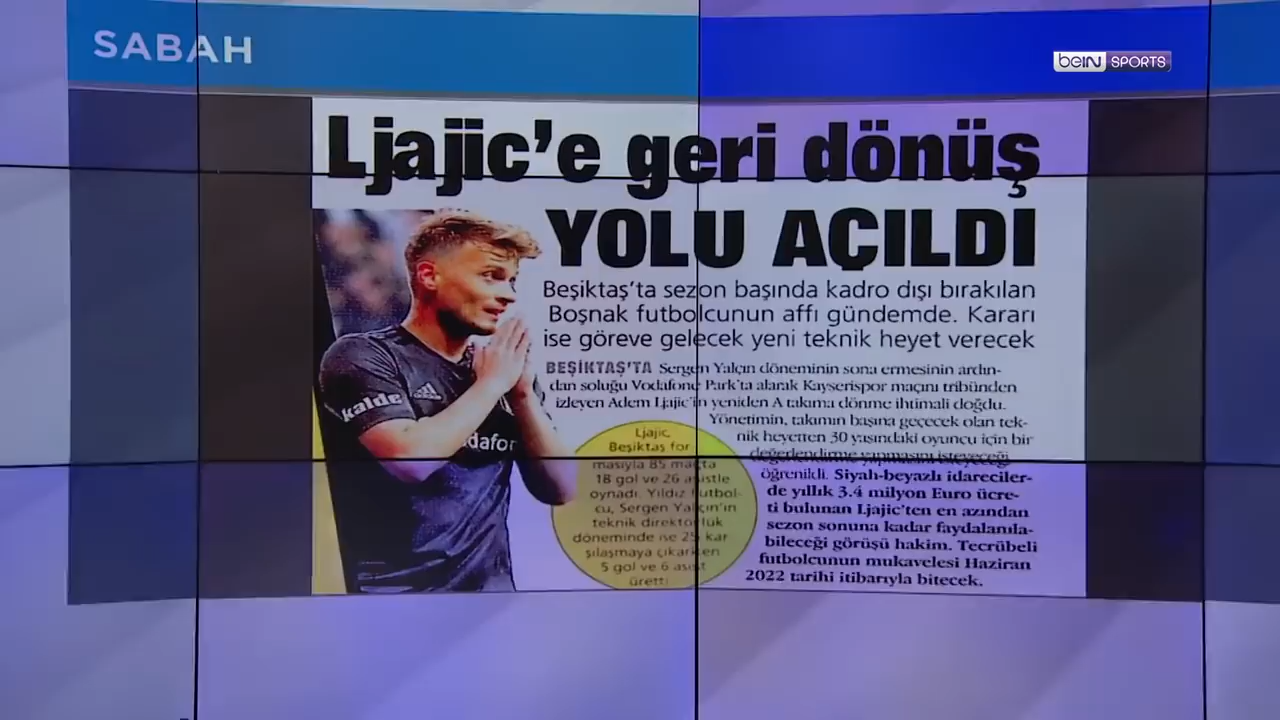 SABAH
beIN SPORTS
Ljajic'e geri dönüş
YOLU AÇILDI
Beşiktaş'ta sezon başında kadro dışı bırakılan
Boşnak futbolcunun affı gündemde. Kararı
ise göreve gelecek yeni teknik heyet verecek
BEŞİKTAŞ'TA Sergen Yalçın döneminin sona ermesinin ardın-
dan soluğu Vodafone Park'ta alarak Kayserispor maçını tribünden
izleyen Adem Ljajic'in yeniden A takıma dönme ihtimali doğdu.
Yönetimin, takımın başına geçecek olan tek-
nik heyetten 30 yaşındaki oyuncu için bir
değerlendirme yapmasını isteyeceği
öğrenildi. Siyah-beyazlı idareciler-
de yıllık 3.4 milyon Euro ücre-
ti bulunan Ljajic'ten en azından
sezon sonuna kadar faydalanıla-
bileceği görüşü hakim. Tecrübeli
futbolcunun mukavelesi Haziran
2022 tarihi itibarıyla bitecek.
Ljajic,
Beşiktaş for
masıyla 85 maçta
18 gol ve 26 asistle
oynadı. Yıldız futbol-
cu, Sergen Yalçın'ın
teknik direktörlük
döneminde ise 25 kar
şılaşmaya çıkarken
5 gol ve 6 asist
üretti
kalde
vodafon